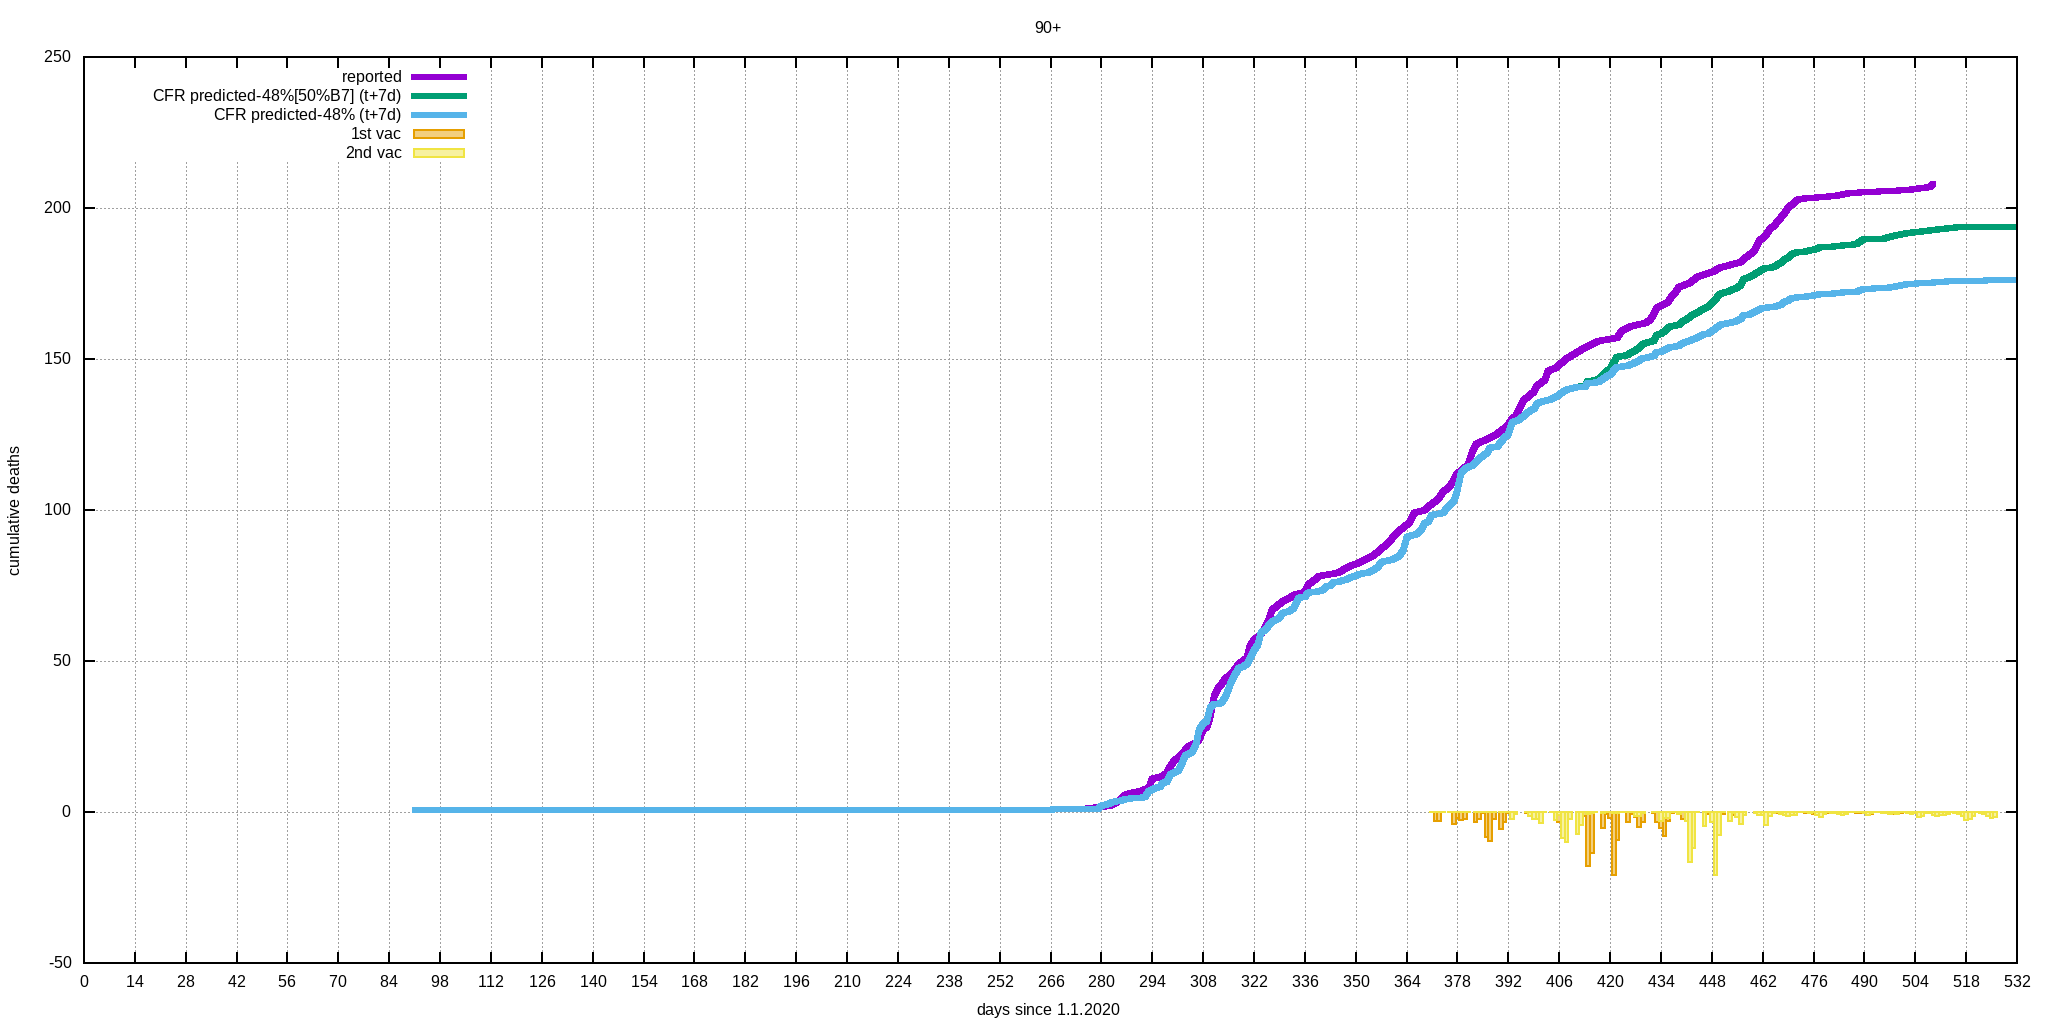 90+
250
200
150
100
50
0
-50
cumulative deaths
reported
CFR predicted-48%[50%B7] (t+7d)
CFR predicted-48% (t+7d)
1st vac
2nd vac
0 14 28 42 56 70 84 98 112 126 140 154 168 182 196 210 224 238 252 266 280 294 308 322 336 350 364 378 392 406 420 434 448 462 476 490 504 518 532
days since 1.1.2020